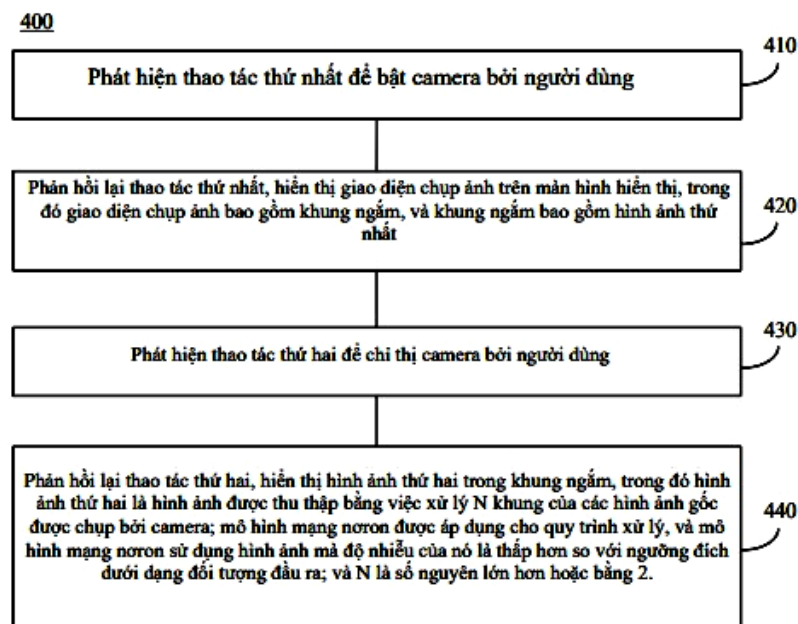 400
410
Phát hiện thao tác thứ nhất để bật camera bởi người dùng
Phản hồi lại thao tác thứ nhất, hiển thị giao diện chụp ảnh trên màn hình hiển thị, trong
đó giao diện chụp ảnh bao gồm khung ngắm, và khung ngắm bao gồm hình ảnh thứ
nhất
420
430
Phát hiện thao tác thứ hai để chỉ thị camera bởi người dùng
Phản hồi lại thao tác thứ hai, hiển thị hình ảnh thứ hai trong khung ngắm, trong đó hình
ảnh thứ hai là hình ảnh được thu thập bằng việc xử lý N khung của các hình ảnh gốc
được chụp bởi camera; mô hình mạng nơron được áp dụng cho quy trình xử lý, và mô
hình mạng nơron sử dụng hình ảnh mà độ nhiễu của nó là thấp hơn so với ngưỡng đích
dưới dạng đối tượng đầu ra; và N là số nguyên lớn hơn hoặc bằng 2.
440